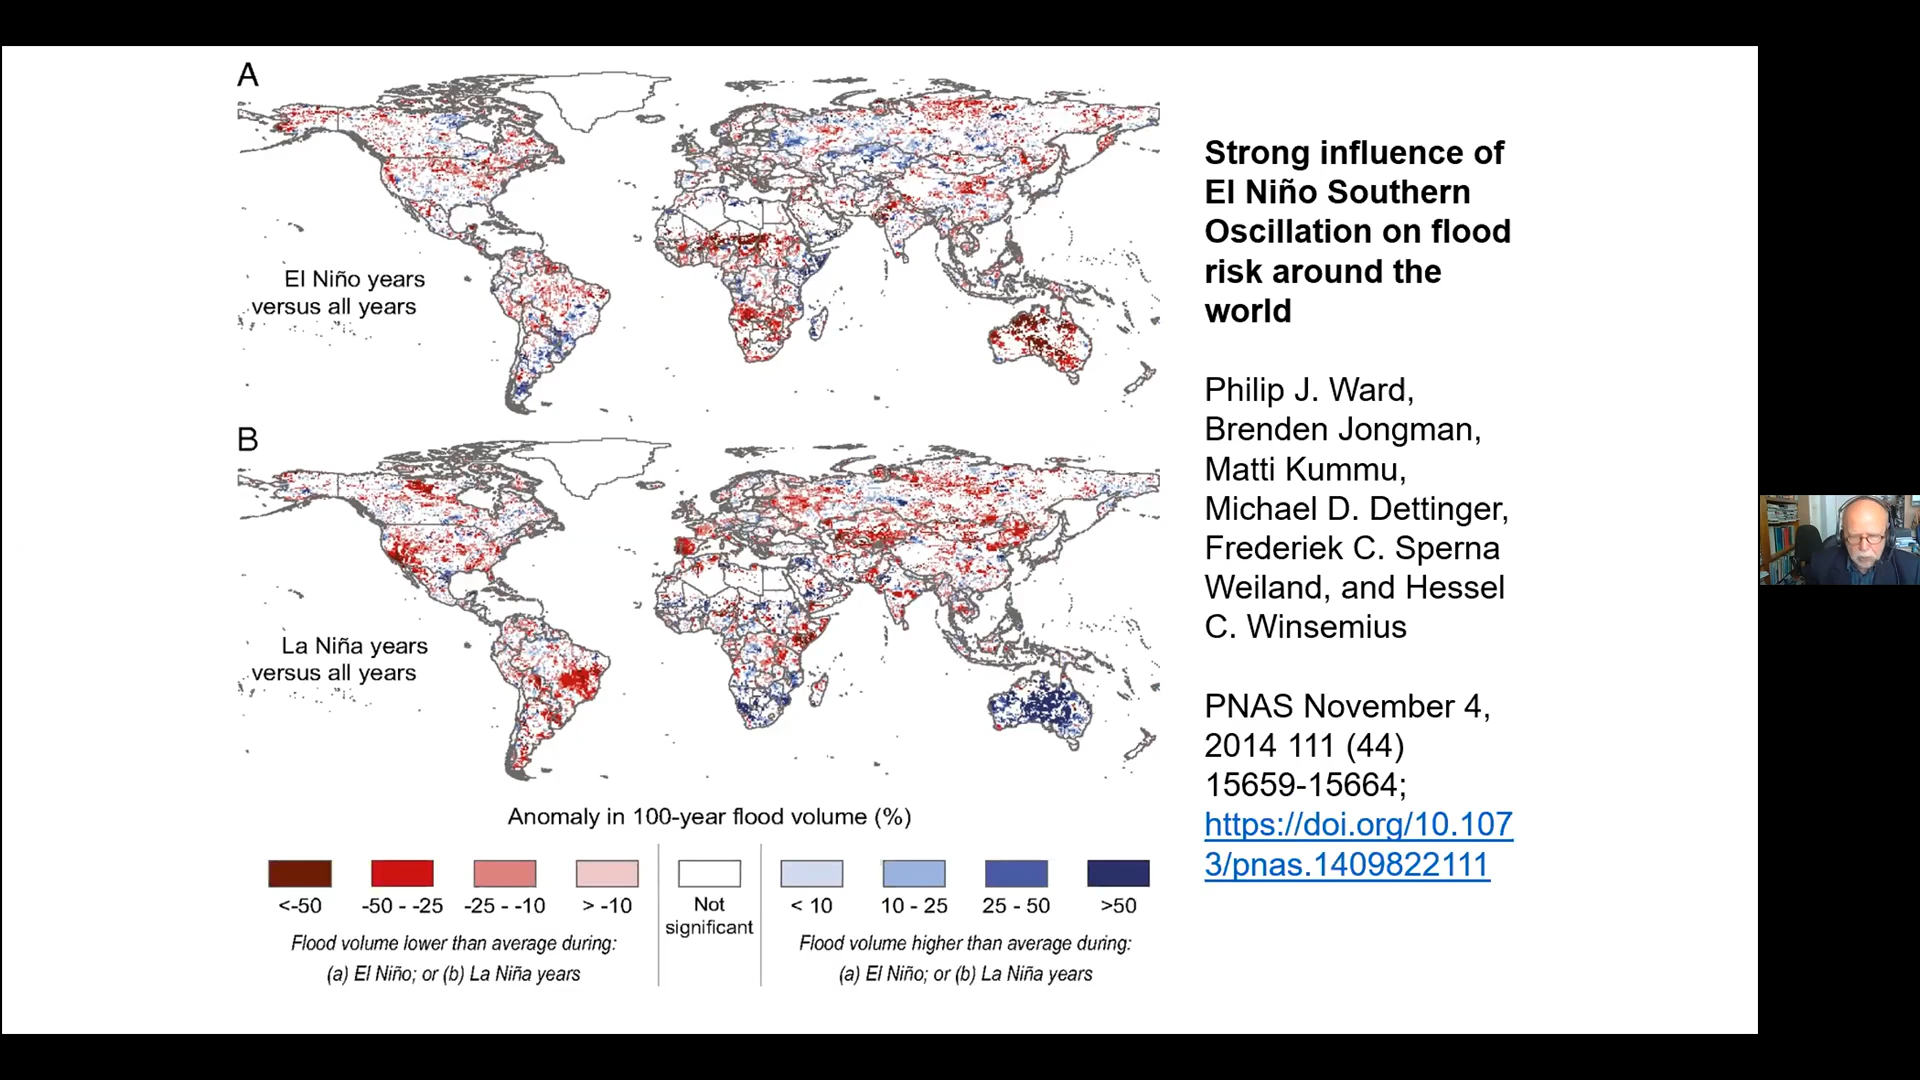 A
El Niño years
versus all years
B
La Niña years
versus all years
Anomaly in 100-year flood volume (%)
<-50
-50 - -25
-25 - -10
> -10
Not
significant
< 10
10 - 25
25 - 50
>50
Flood volume lower than average during:
(a) El Niño; or (b) La Niña years
Flood volume higher than average during:
(a) El Niño; or (b) La Niña years
Strong influence of
El Niño Southern
Oscillation on flood
risk around the
world
Philip J. Ward,
Brenden Jongman,
Matti Kummu,
Michael D. Dettinger,
Frederiek C. Sperna
Weiland, and Hessel
C. Winsemius
PNAS November 4,
2014 111 (44)
15659-15664;
https://doi.org/10.107
3/pnas.1409822111